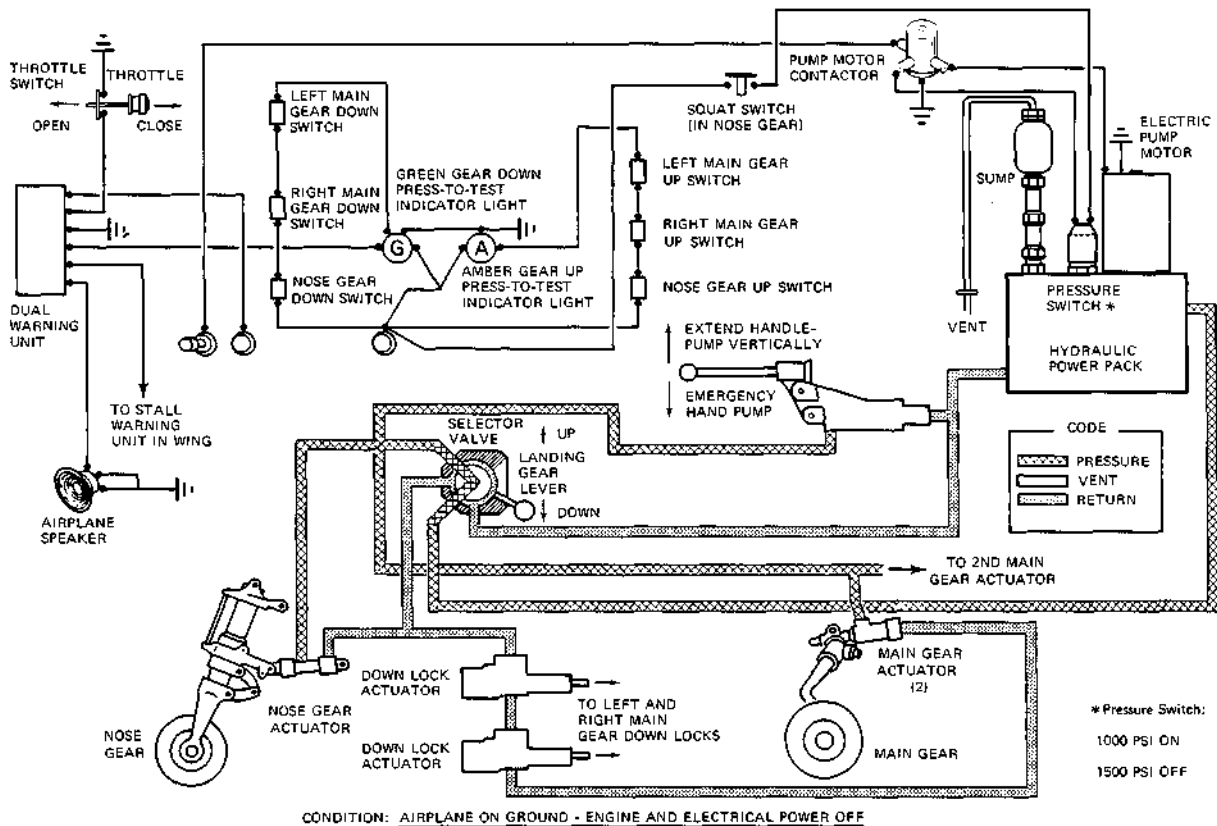 THROTTLE
SWITCH
THROTTLE
OPEN
CLOSE
LEFT MAIN
GEAR DOWN
SWITCH
RIGHT MAIN
GEAR DOWN
SWITCH
NOSE GEAR
DOWN SWITCH
GREEN GEAR DOWN
PRESS-TO-TEST
INDICATOR LIGHT
G
A
AMBER GEAR UP
PRESS-TO-TEST
INDICATOR LIGHT
SQUAT SWITCH
(IN NOSE GEAR)
LEFT MAIN GEAR
UP SWITCH
RIGHT MAIN
GEAR
UP SWITCH
NOSE GEAR UP SWITCH
PUMP MOTOR
CONTACTOR
ELECTRIC
PUMP
MOTOR
SUMP
VENT
PRESSURE
SWITCH *
HYDRAULIC
POWER PACK
DUAL
WARNING
UNIT
TO STALL
WARNING
UNIT IN WING
AIRPLANE
SPEAKER
EXTEND HANDLE-
PUMP VERTICALLY
EMERGENCY
HAND PUMP
SELECTOR
VALVE
UP
LANDING
GEAR
LEVER
DOWN
CODE
PRESSURE
VENT
RETURN
TO 2ND MAIN
GEAR ACTUATOR
NOSE
GEAR
NOSE GEAR
ACTUATOR
DOWN LOCK
ACTUATOR
DOWN LOCK
ACTUATOR
TO LEFT AND
RIGHT MAIN
GEAR DOWN LOCKS
MAIN GEAR
ACTUATOR
(2)
MAIN GEAR
* Pressure Switch:
1000 PSI ON
1500 PSI OFF
CONDITION: AIRPLANE ON GROUND - ENGINE AND ELECTRICAL POWER OFF